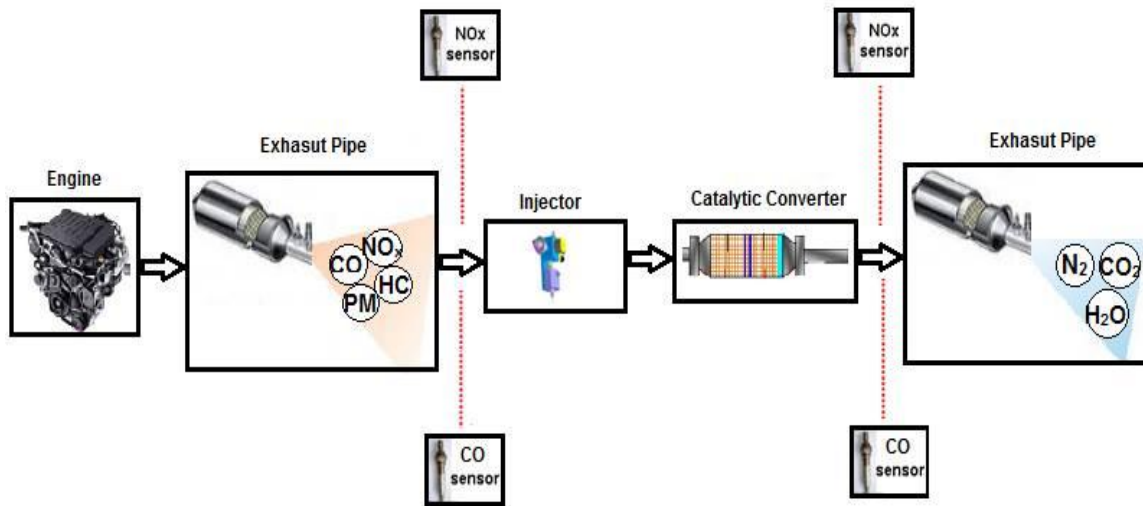 NOx
sensor
NOx
sensor
Exhasut Pipe
Exhasut Pipe
Engine
Injector
Catalytic Converter
NOx
CO
HC
PM
N2
CO2
H2O
CO
sensor
CO
sensor